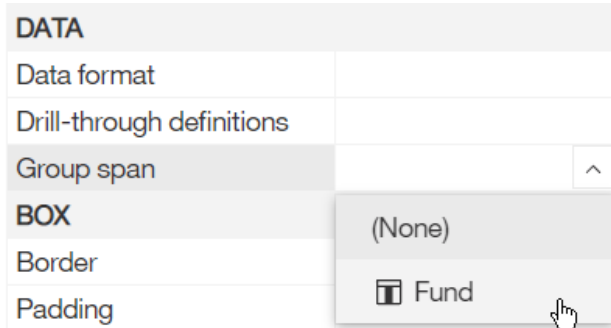 DATA
Data format
Drill-through definitions
Group span
BOX
(None)
Border
Fund
Padding